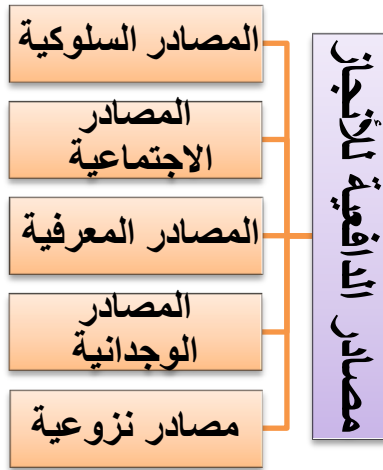 مصادر الدافعية للأنجاز
المصادر السلوكية
المصادر
الاجتماعية
المصادر المعرفية
المصادر
الوجدانية
مصادر نزوعية